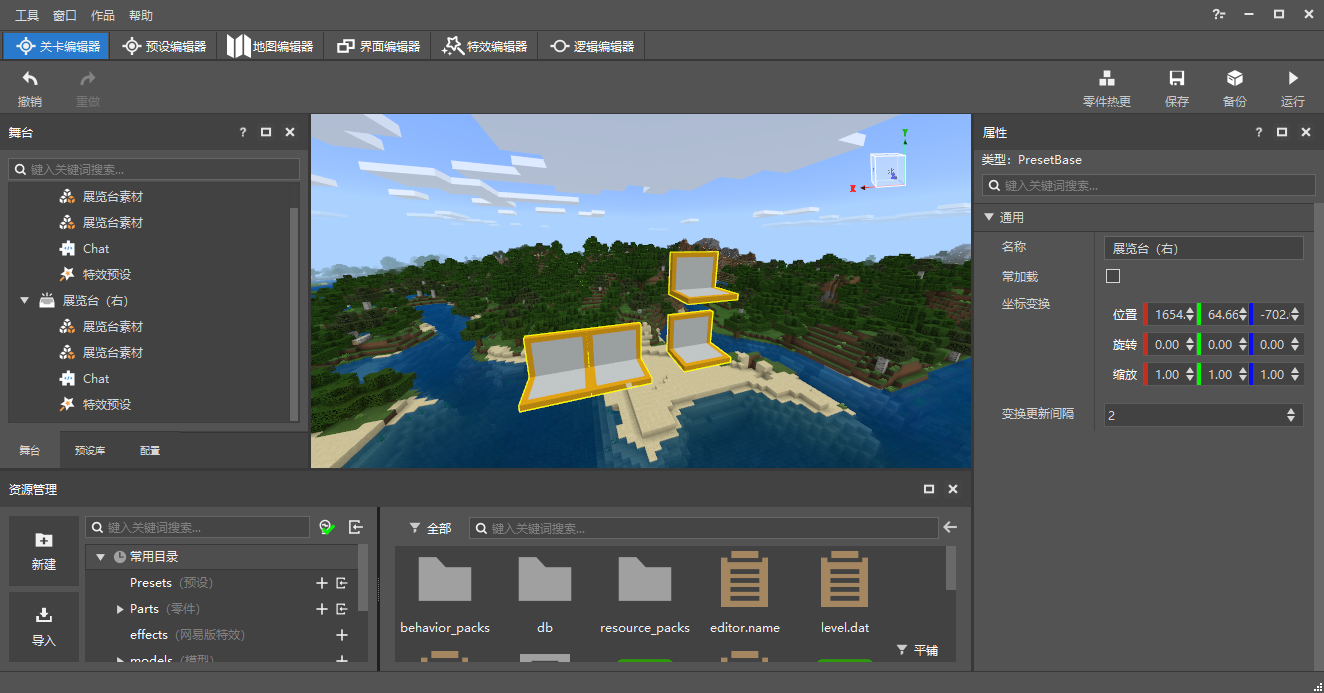 工具 窗口 作品 帮助
关卡编辑器 预设编辑器 地图编辑器 界面编辑器 特效编辑器 逻辑编辑器
撤销 重做 零件热更 保存 备份 运行
舞台
键入关键词搜索...
展览台素材
展览台素材
Chat
特效预设
展览台（右）
展览台素材
展览台素材
Chat
特效预设
舞台 预设库 配置
Y
X
属性
类型: PresetBase
键入关键词搜索...
通用
名称 展览台（右）
常加载
坐标变换
位置 1654. 64.66 -702.
旋转 0.00 0.00 0.00
缩放 1.00 1.00 1.00
变换更新间隔 2
资源管理
新建
导入
键入关键词搜索...
常用目录
Presets (预设)
Parts (零件)
effects (网易版特效)
models (模型)
全部 键入关键词搜索...
behavior_packs db resource_packs editor.name level.dat
平铺